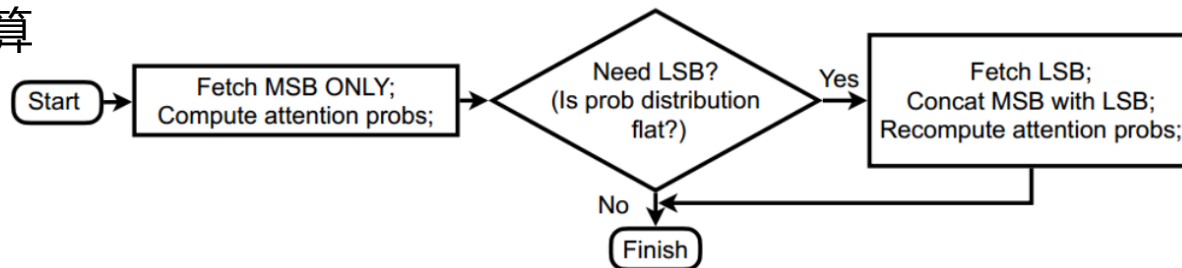 算
Start
Fetch MSB ONLY;
Compute attention probs;
Need LSB?
(Is prob distribution
flat?)
Yes
Fetch LSB;
Concat MSB with LSB;
Recompute attention probs;
No
Finish